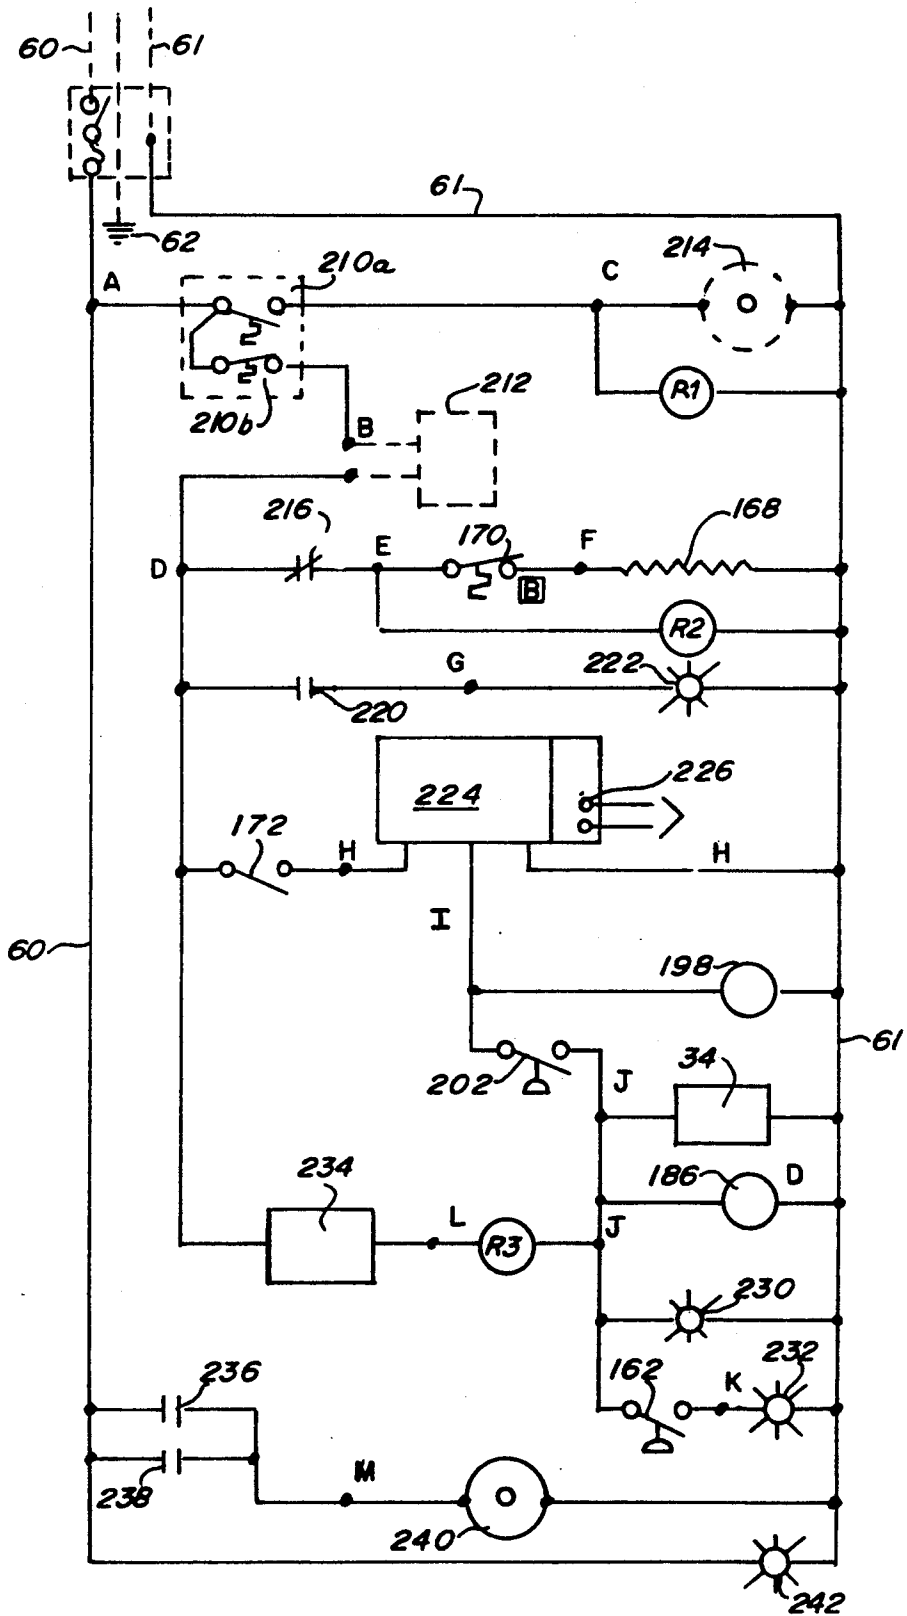 60 61
61
62
A 210a C 214
R1
210b B 212
216 170 F 168
D E
B
R2
G 222
220
224 226
172 H H
I
60 198
61
202 J 34
186 D
234 L R3 J
230
236 162 K 232
238 M
240
242